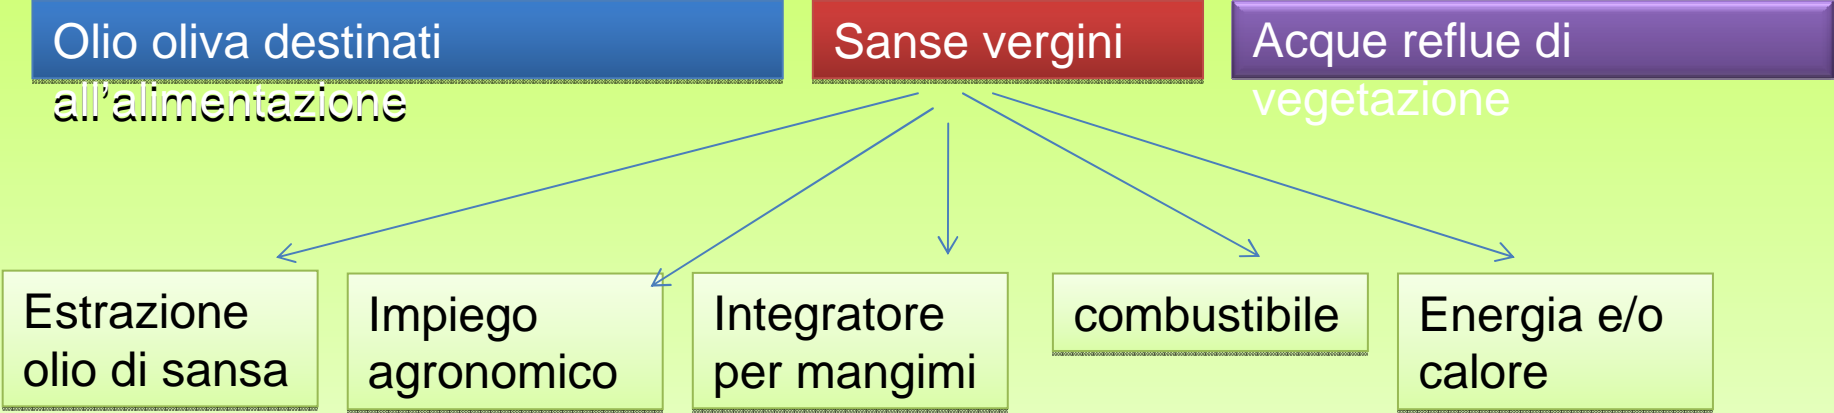 Olio oliva destinati
all'alimentazione
Sanse vergini
Acque reflue di
vegetazione
Estrazione
olio di sansa
Impiego
agronomico
Integratore
per mangimi
combustibile
Energia e/o
calore